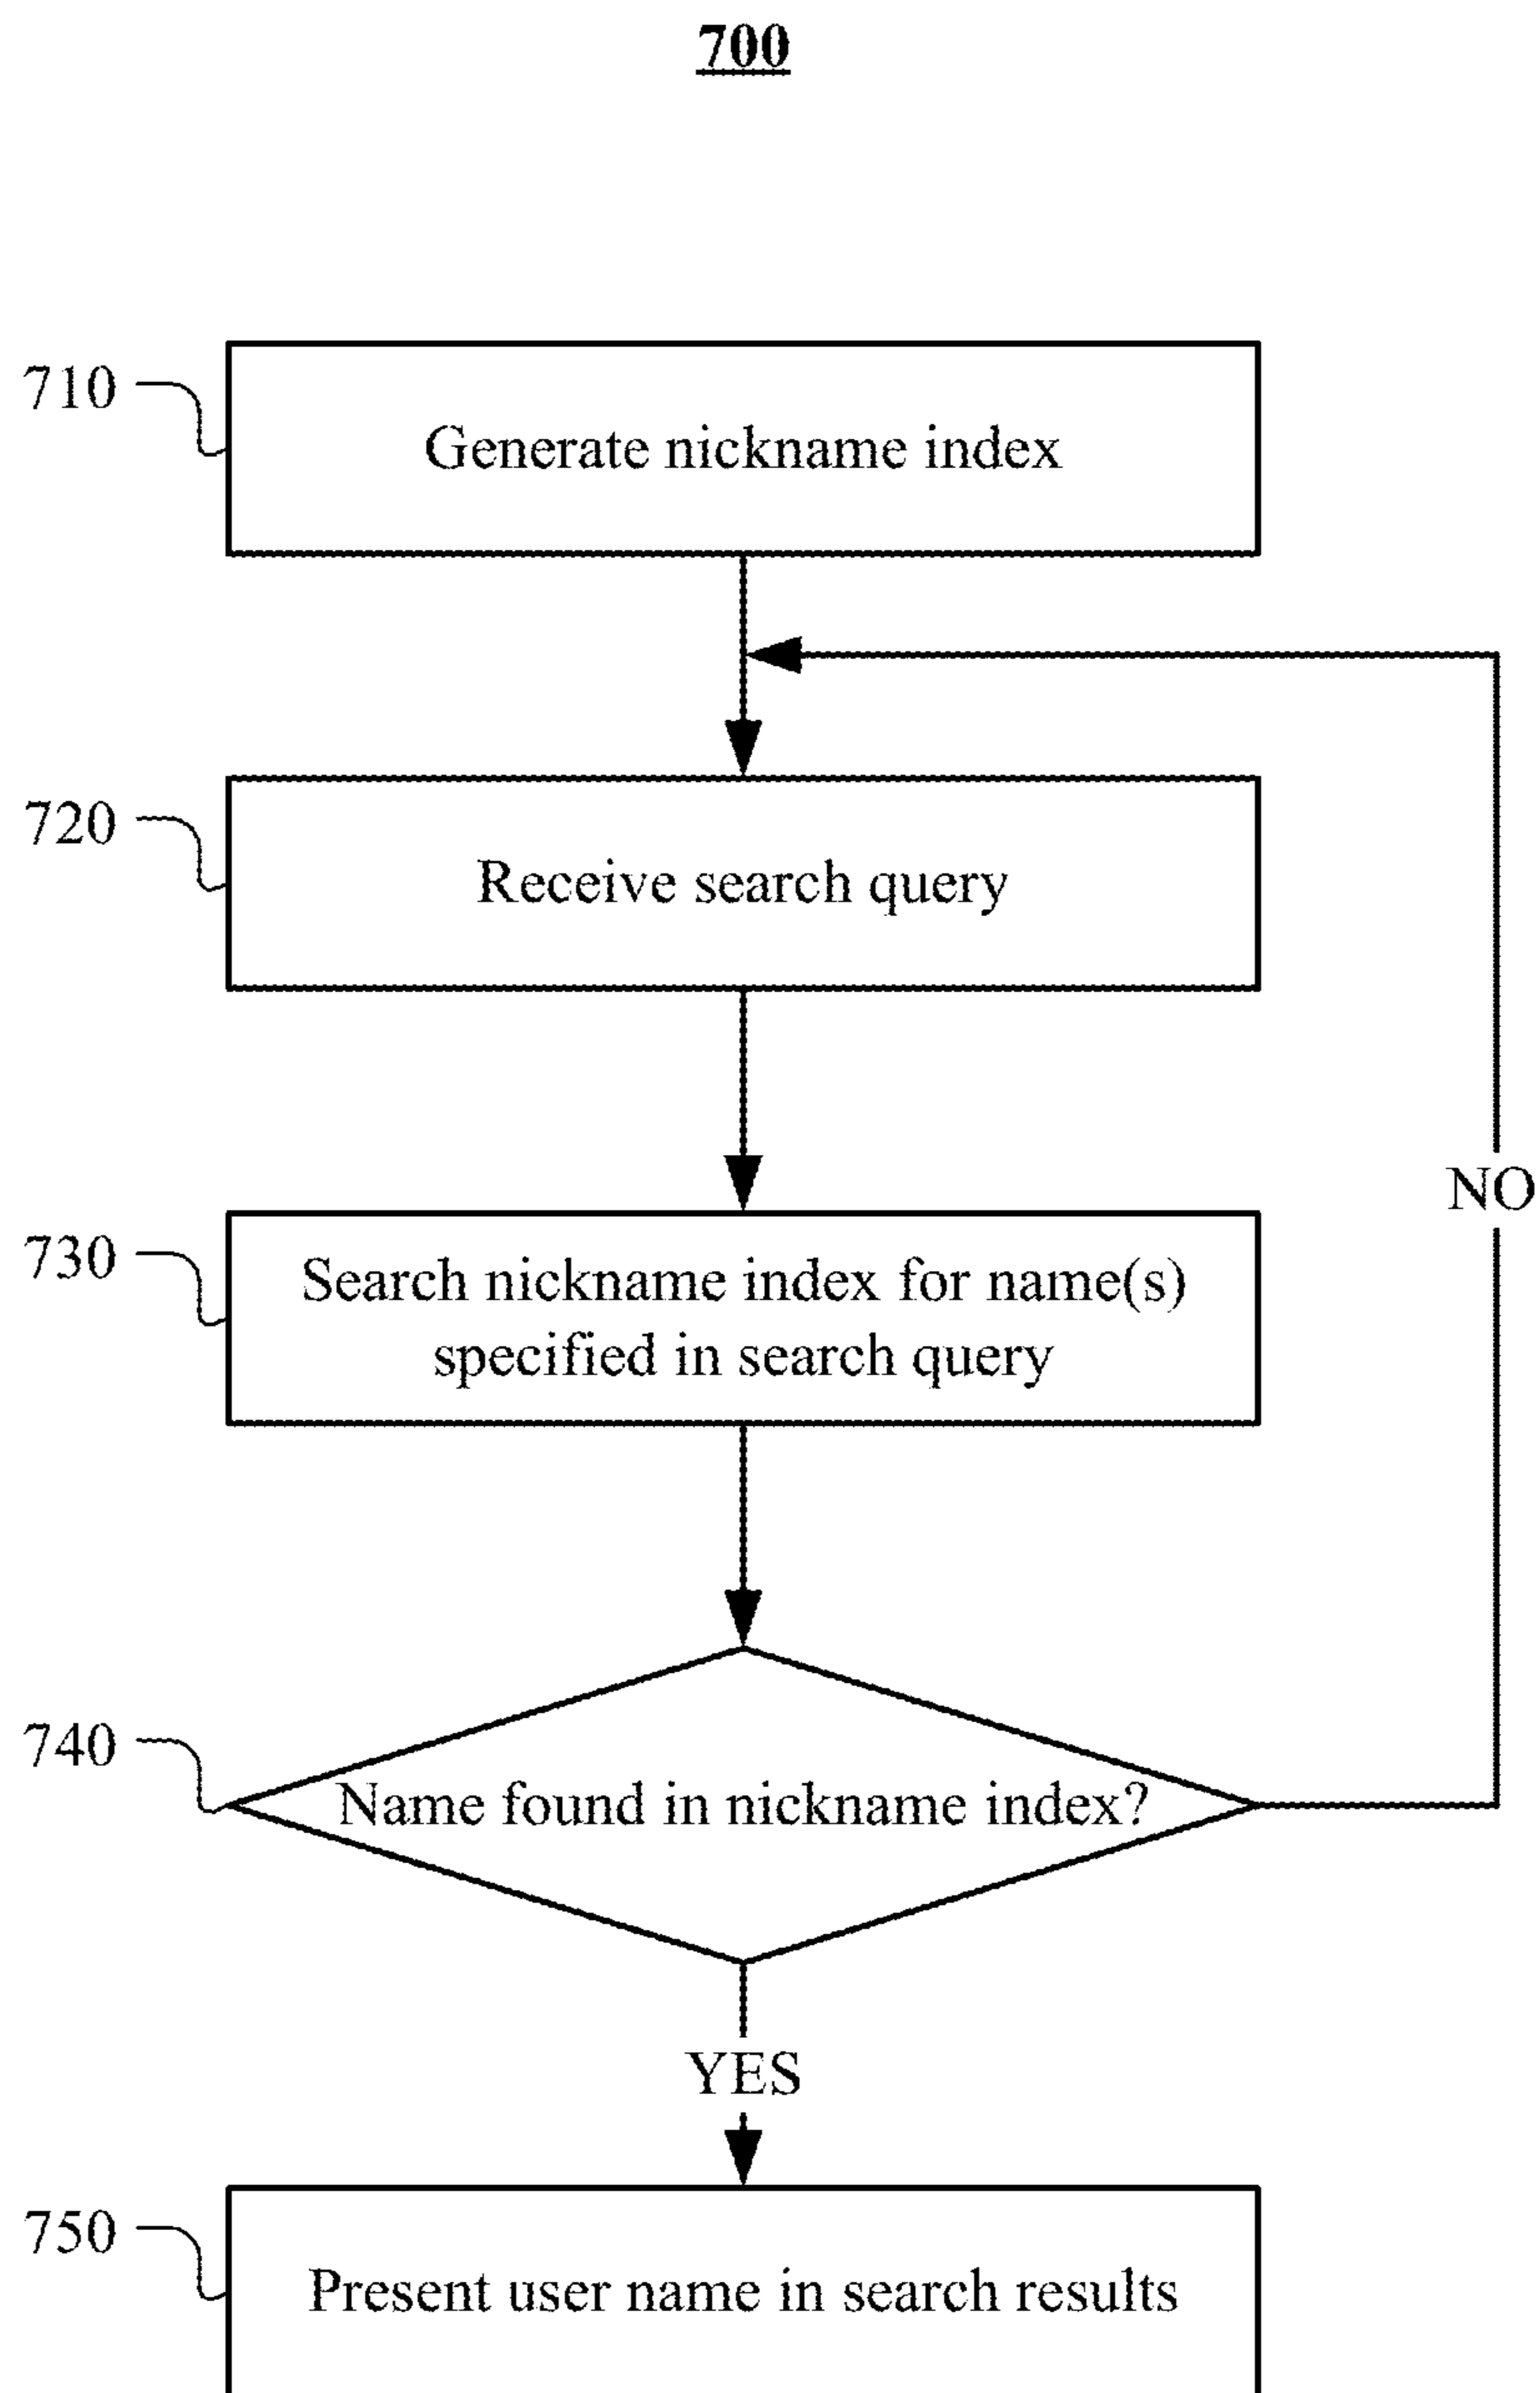 700
710
Generate nickname index
720
Receive search query
NO
730
Search nickname index for name(s)
specified in search query
740
Name found in nickname index?
YES
750
Present user name in search results